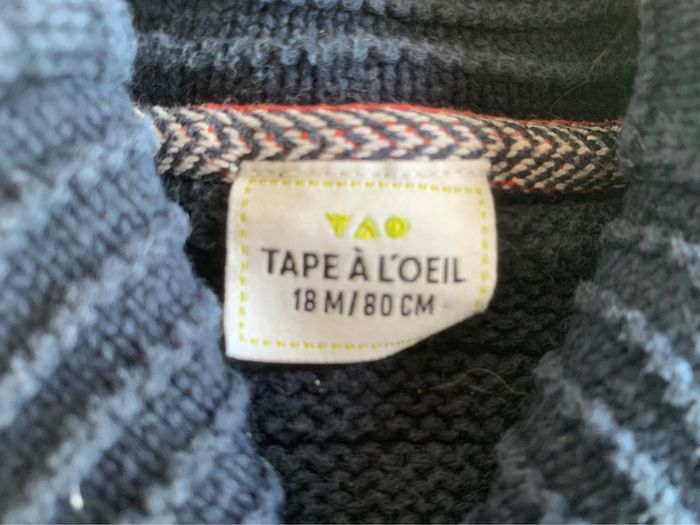 TAO
TAPE À L'OEIL
18 M/80 CM